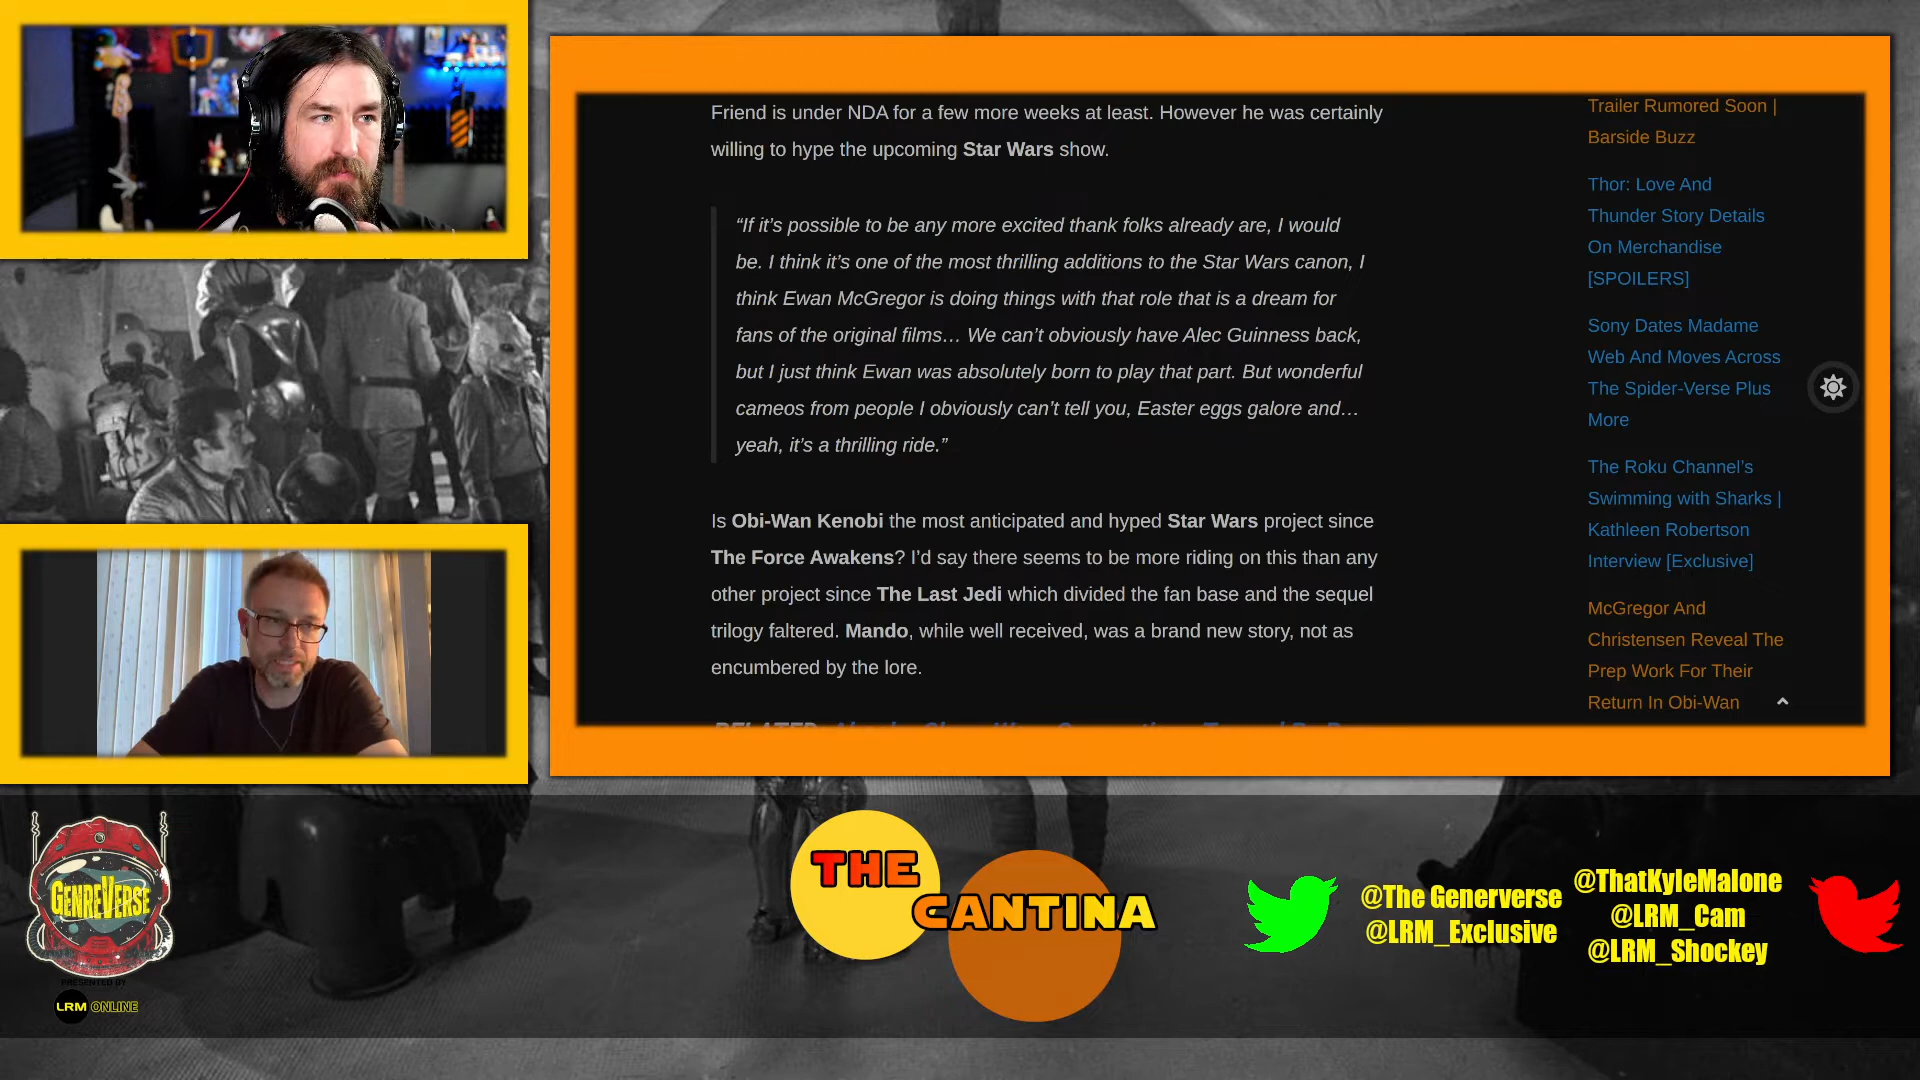 Friend is under NDA for a few more weeks at least. However he was certainly
willing to hype the upcoming Star Wars show.
“If it’s possible to be any more excited thank folks already are, I would
be. I think it’s one of the most thrilling additions to the Star Wars canon, I
think Ewan McGregor is doing things with that role that is a dream for
fans of the original films… We can’t obviously have Alec Guinness back,
but I just think Ewan was absolutely born to play that part. But wonderful
cameos from people I obviously can’t tell you, Easter eggs galore and…
yeah, it’s a thrilling ride.”
Is Obi-Wan Kenobi the most anticipated and hyped Star Wars project since
The Force Awakens? I’d say there seems to be more riding on this than any
other project since The Last Jedi which divided the fan base and the sequel
trilogy faltered. Mando, while well received, was a brand new story, not as
encumbered by the lore.
Trailer Rumored Soon |
Barside Buzz
Thor: Love And
Thunder Story Details
On Merchandise
[SPOILERS]
Sony Dates Madame
Web And Moves Across
The Spider-Verse Plus
More
The Roku Channel’s
Swimming with Sharks |
Kathleen Robertson
Interview [Exclusive]
McGregor And
Christensen Reveal The
Prep Work For Their
Return In Obi-Wan
GENREVERSE
PRESENTED BY
LRM ONLINE
THE
CANTINA
@The Generverse
@LRM_Exclusive
@ThatKyleMalone
@LRM_Cam
@LRM_Shockey